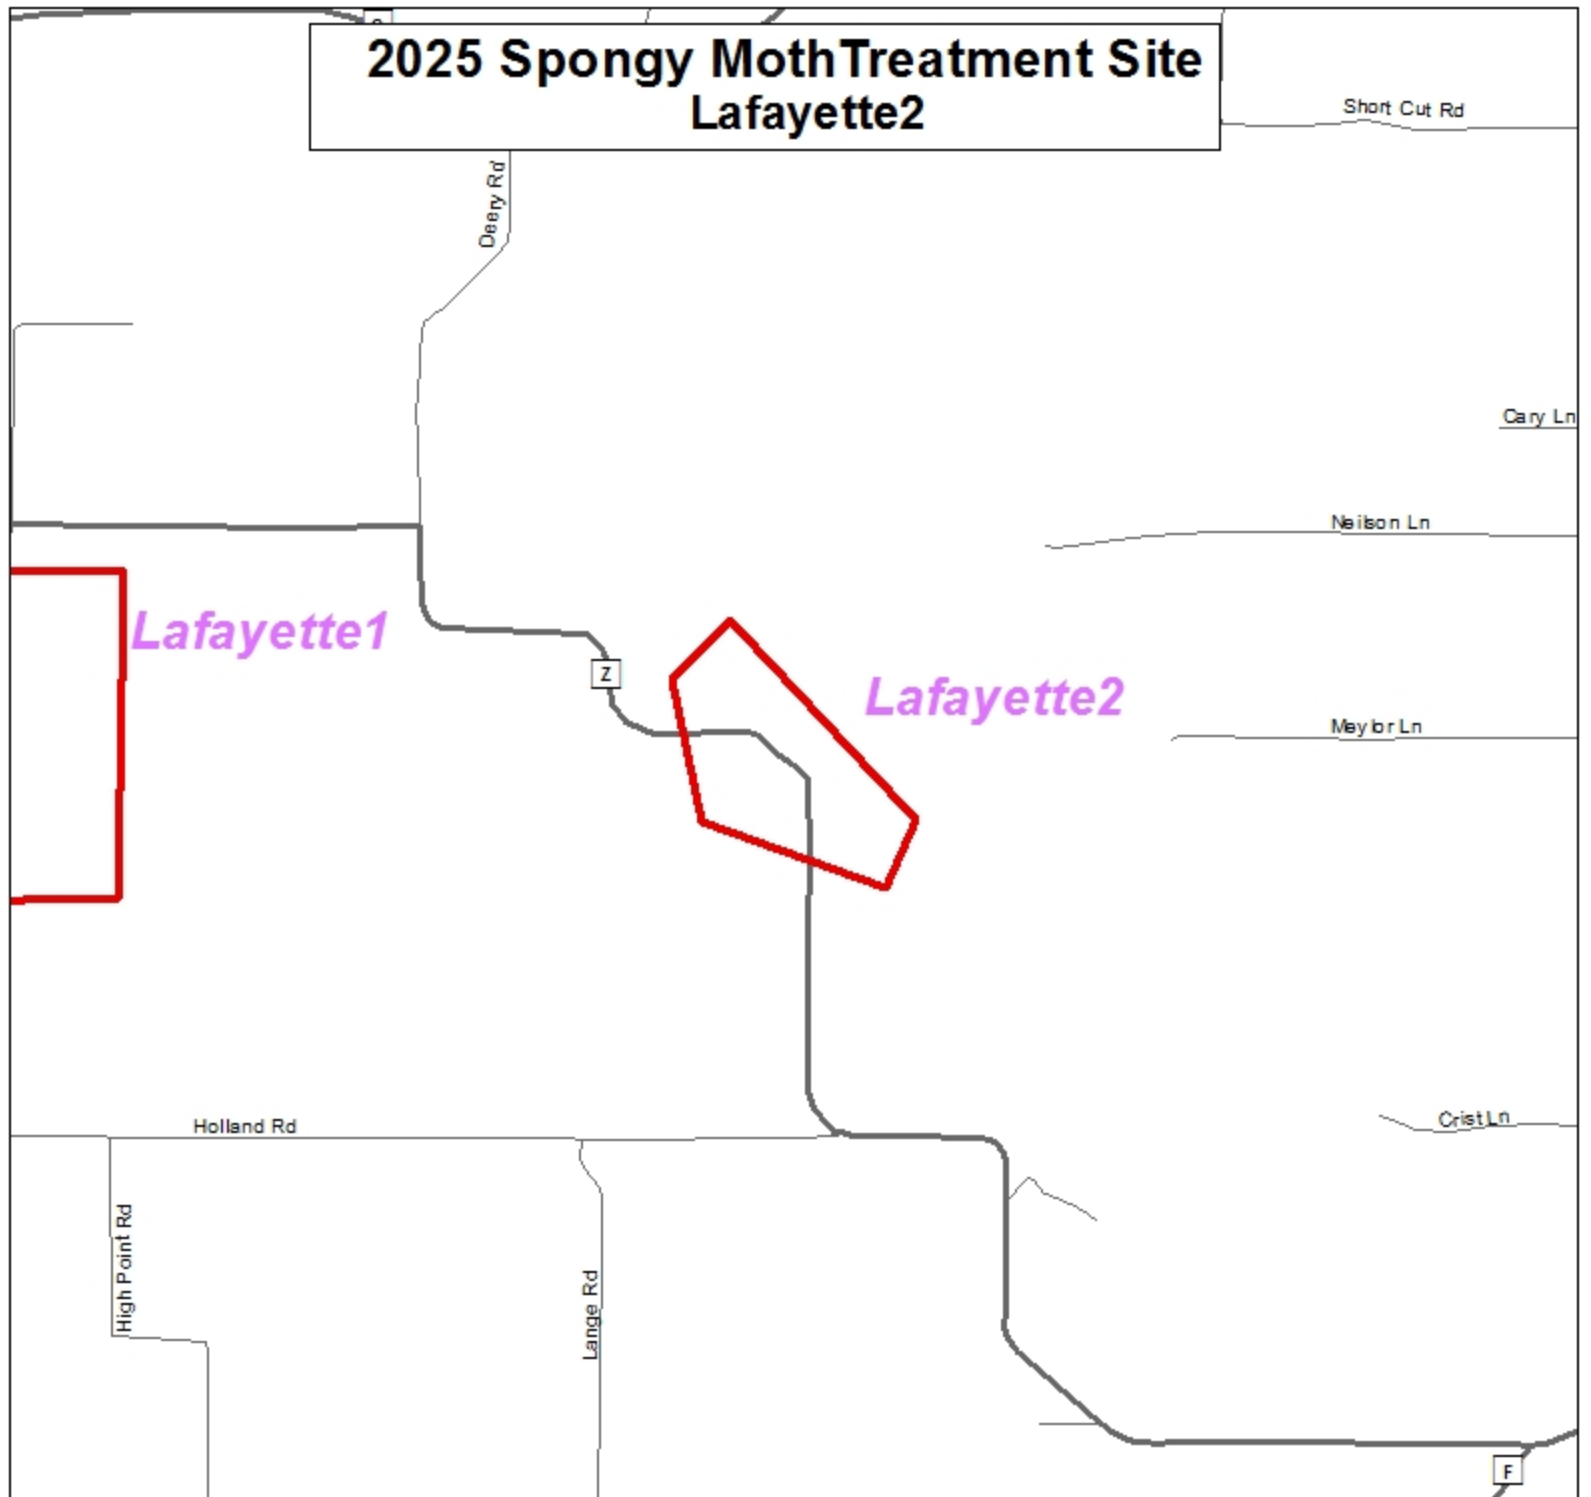 2025 Spongy MothTreatment Site
Lafayette2
Short Cut Rd
Deery Rd
Cary Ln
Neilson Ln
Lafayette1
Z
Lafayette2
Meylor Ln
Holland Rd
Crist Ln
High Point Rd
Lange Rd
F